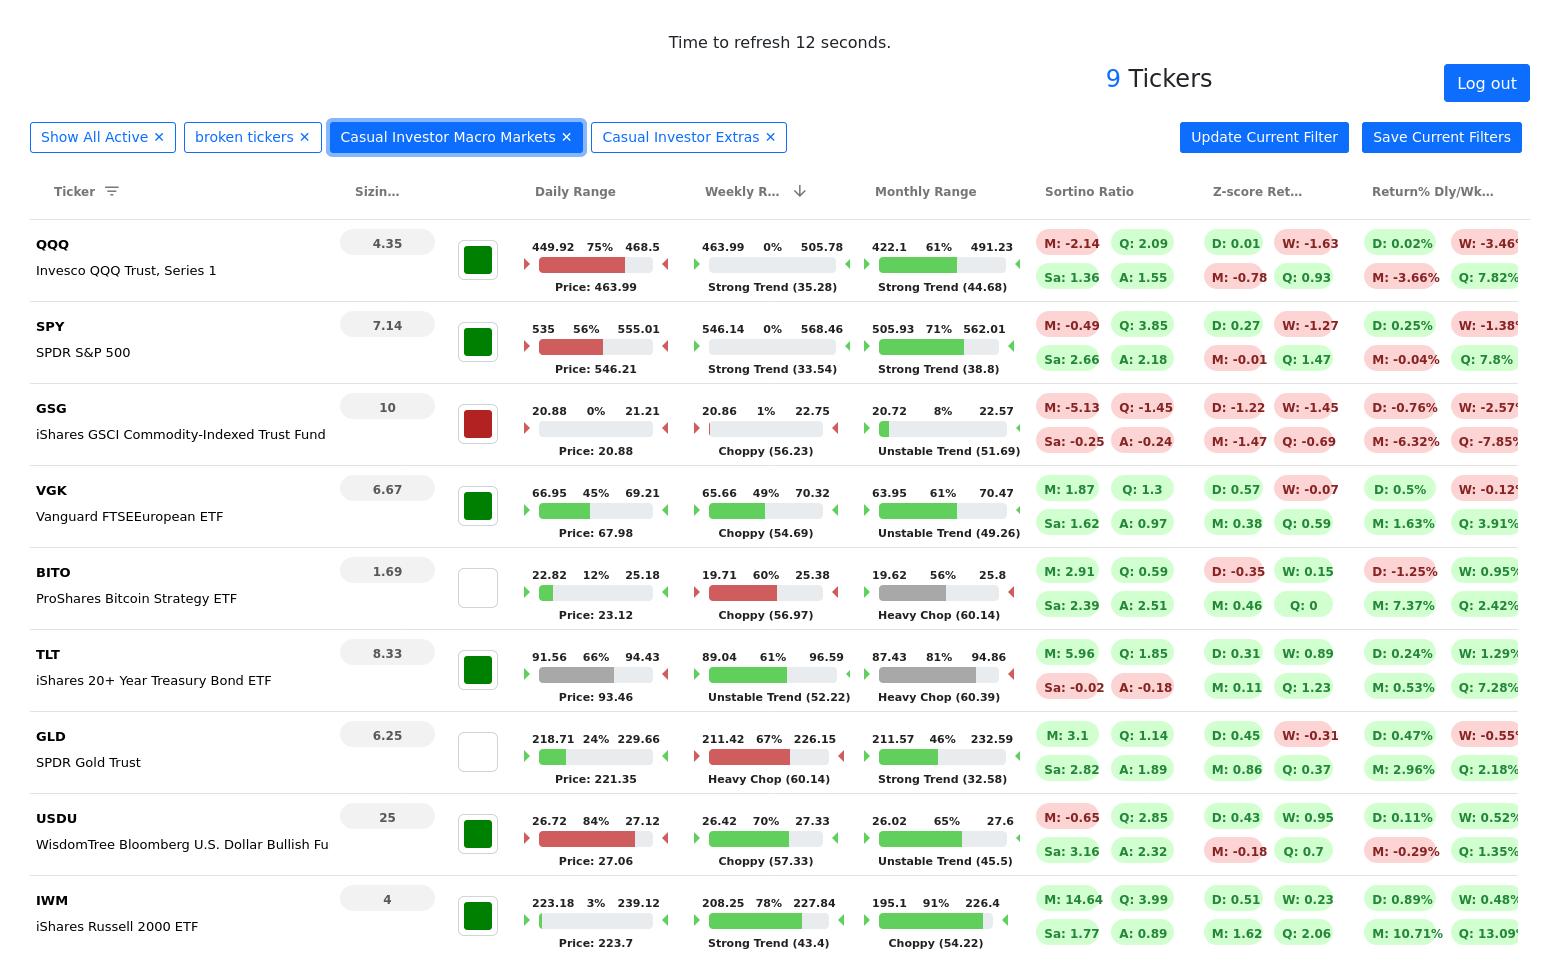 Time to refresh 12 seconds.
9 Tickers
Log out
Show All Active ✕ broken tickers ✕ Casual Investor Macro Markets ✕ Casual Investor Extras ✕ Update Current Filter Save Current Filters
Ticker Sizin... Daily Range Weekly R... Monthly Range Sortino Ratio Z-score Ret... Return% Dly/Wk...
QQQ 4.35 449.92 75% 468.5 463.99 0% 505.78 422.1 61% 491.23 M: -2.14 Q: 2.09 D: 0.01 W: -1.63 D: 0.02% W: -3.46%
Invesco QQQ Trust, Series 1 Price: 463.99 Strong Trend (35.28) Strong Trend (44.68) Sa: 1.36 A: 1.55 M: -0.78 Q: 0.93 M: -3.66% Q: 7.82%
SPY 7.14 535 56% 555.01 546.14 0% 568.46 505.93 71% 562.01 M: -0.49 Q: 3.85 D: 0.27 W: -1.27 D: 0.25% W: -1.38%
SPDR S&P 500 Price: 546.21 Strong Trend (33.54) Strong Trend (38.8) Sa: 2.66 A: 2.18 M: -0.01 Q: 1.47 M: -0.04% Q: 7.8%
GSG 10 20.88 0% 21.21 20.86 1% 22.75 20.72 8% 22.57 M: -5.13 Q: -1.45 D: -1.22 W: -1.45 D: -0.76% W: -2.57%
iShares GSCI Commodity-Indexed Trust Fund Price: 20.88 Choppy (56.23) Unstable Trend (51.69) Sa: -0.25 A: -0.24 M: -1.47 Q: -0.69 M: -6.32% Q: -7.85%
VGK 6.67 66.95 45% 69.21 65.66 49% 70.32 63.95 61% 70.47 M: 1.87 Q: 1.3 D: 0.57 W: -0.07 D: 0.5% W: -0.12%
Vanguard FTSEEuropean ETF Price: 67.98 Choppy (54.69) Unstable Trend (49.26) Sa: 1.62 A: 0.97 M: 0.38 Q: 0.59 M: 1.63% Q: 3.91%
BITO 1.69 22.82 12% 25.18 19.71 60% 25.38 19.62 56% 25.8 M: 2.91 Q: 0.59 D: -0.35 W: 0.15 D: -1.25% W: 0.95%
ProShares Bitcoin Strategy ETF Price: 23.12 Choppy (56.97) Heavy Chop (60.14) Sa: 2.39 A: 2.51 M: 0.46 Q: 0 M: 7.37% Q: 2.42%
TLT 8.33 91.56 66% 94.43 89.04 61% 96.59 87.43 81% 94.86 M: 5.96 Q: 1.85 D: 0.31 W: 0.89 D: 0.24% W: 1.29%
iShares 20+ Year Treasury Bond ETF Price: 93.46 Unstable Trend (52.22) Heavy Chop (60.39) Sa: -0.02 A: -0.18 M: 0.11 Q: 1.23 M: 0.53% Q: 7.28%
GLD 6.25 218.71 24% 229.66 211.42 67% 226.15 211.57 46% 232.59 M: 3.1 Q: 1.14 D: 0.45 W: -0.31 D: 0.47% W: -0.55%
SPDR Gold Trust Price: 221.35 Heavy Chop (60.14) Strong Trend (32.58) Sa: 2.82 A: 1.89 M: 0.86 Q: 0.37 M: 2.96% Q: 2.18%
USDU 25 26.72 84% 27.12 26.42 70% 27.33 26.02 65% 27.6 M: -0.65 Q: 2.85 D: 0.43 W: 0.95 D: 0.11% W: 0.52%
WisdomTree Bloomberg U.S. Dollar Bullish Fu Price: 27.06 Choppy (57.33) Unstable Trend (45.5) Sa: 3.16 A: 2.32 M: -0.18 Q: 0.7 M: -0.29% Q: 1.35%
IWM 4 223.18 3% 239.12 208.25 78% 227.84 195.1 91% 226.4 M: 14.64 Q: 3.99 D: 0.51 W: 0.23 D: 0.89% W: 0.48%
iShares Russell 2000 ETF Price: 223.7 Strong Trend (43.4) Choppy (54.22) Sa: 1.77 A: 0.89 M: 1.62 Q: 2.06 M: 10.71% Q: 13.09%